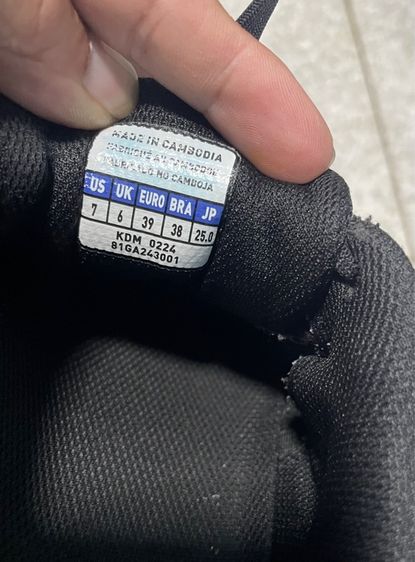 MADE IN CAMBODIA
FABRIQUÉ AU CAMBODGE
FABRICADO NO CAMBOJA
US UK EURO BRA JP
7 6 39 38 25.0
KDM 0224
81GA243001